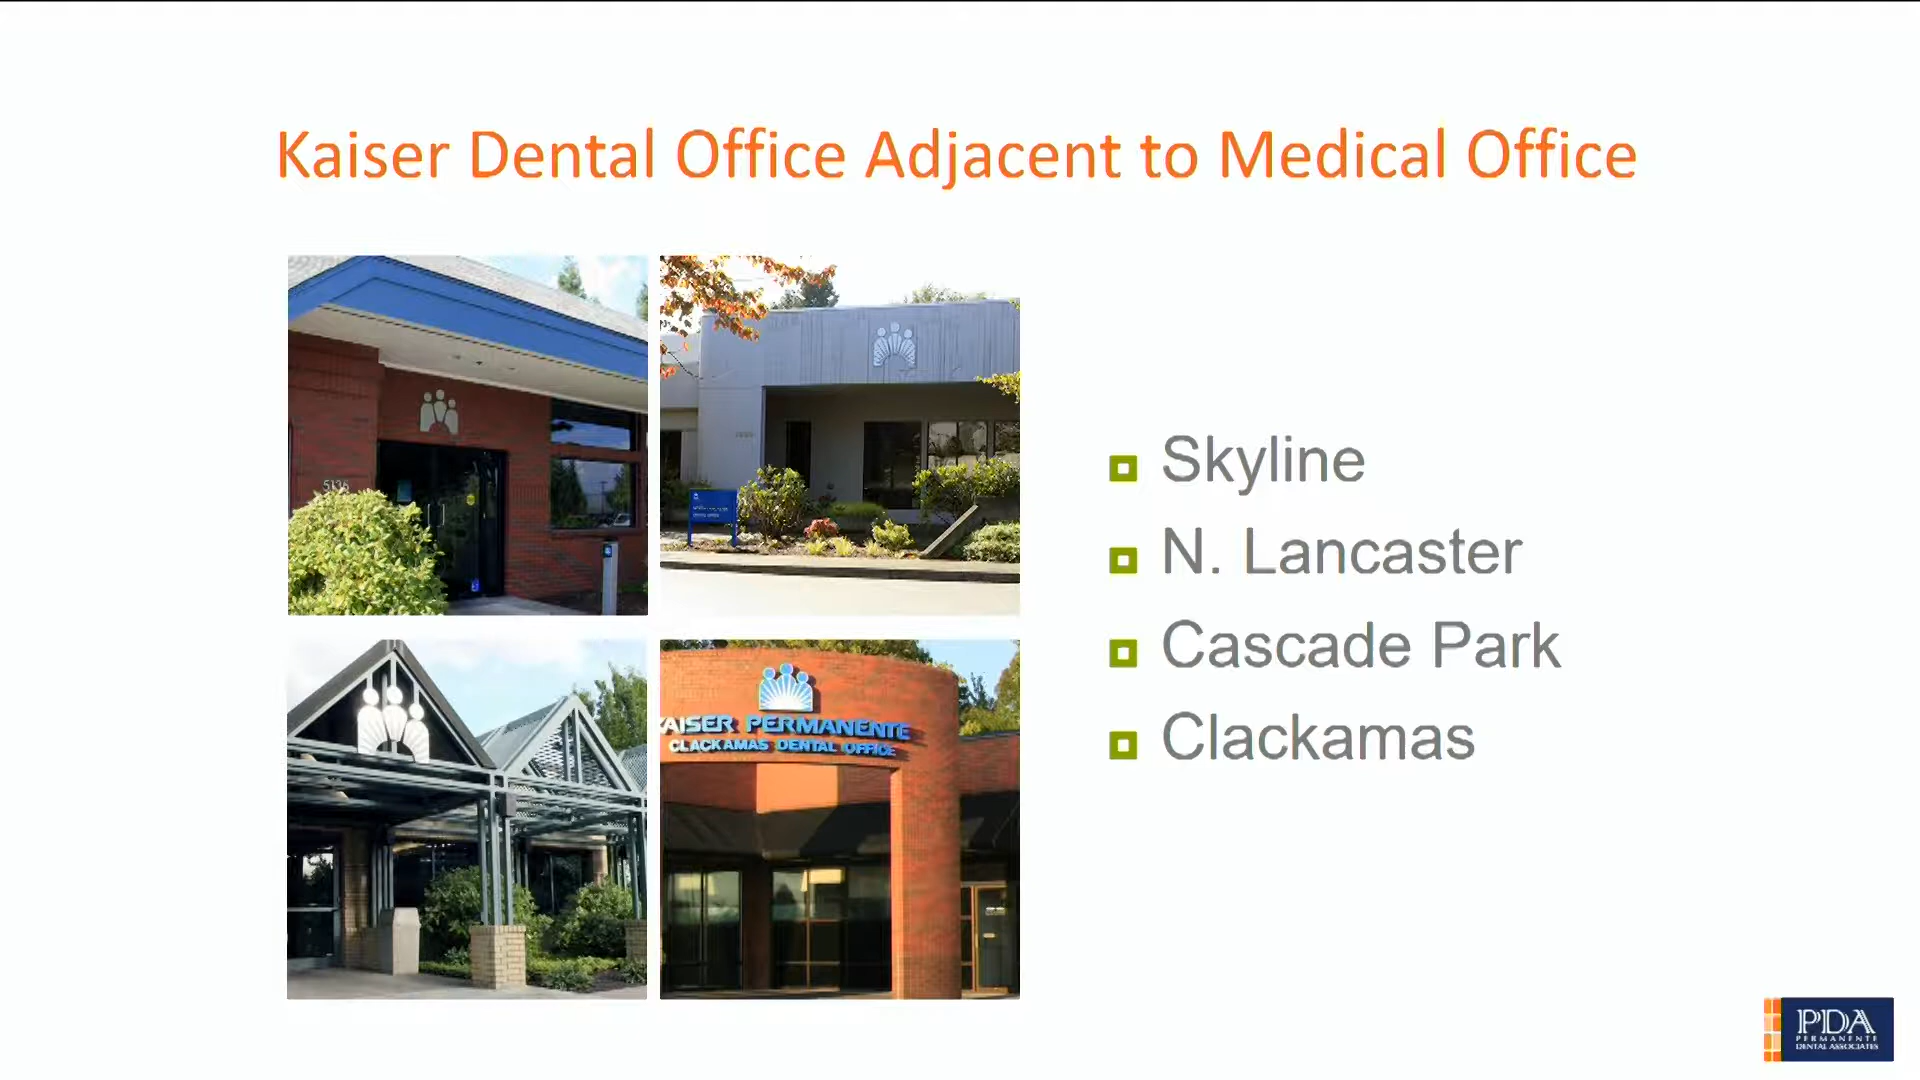 Kaiser Dental Office Adjacent to Medical Office
5135
KAISER PERMANENTE
CLACKAMAS DENTAL OFFICE
Skyline
N. Lancaster
Cascade Park
Clackamas
PDA
PERMANENTE
DENTAL ASSOCIATES